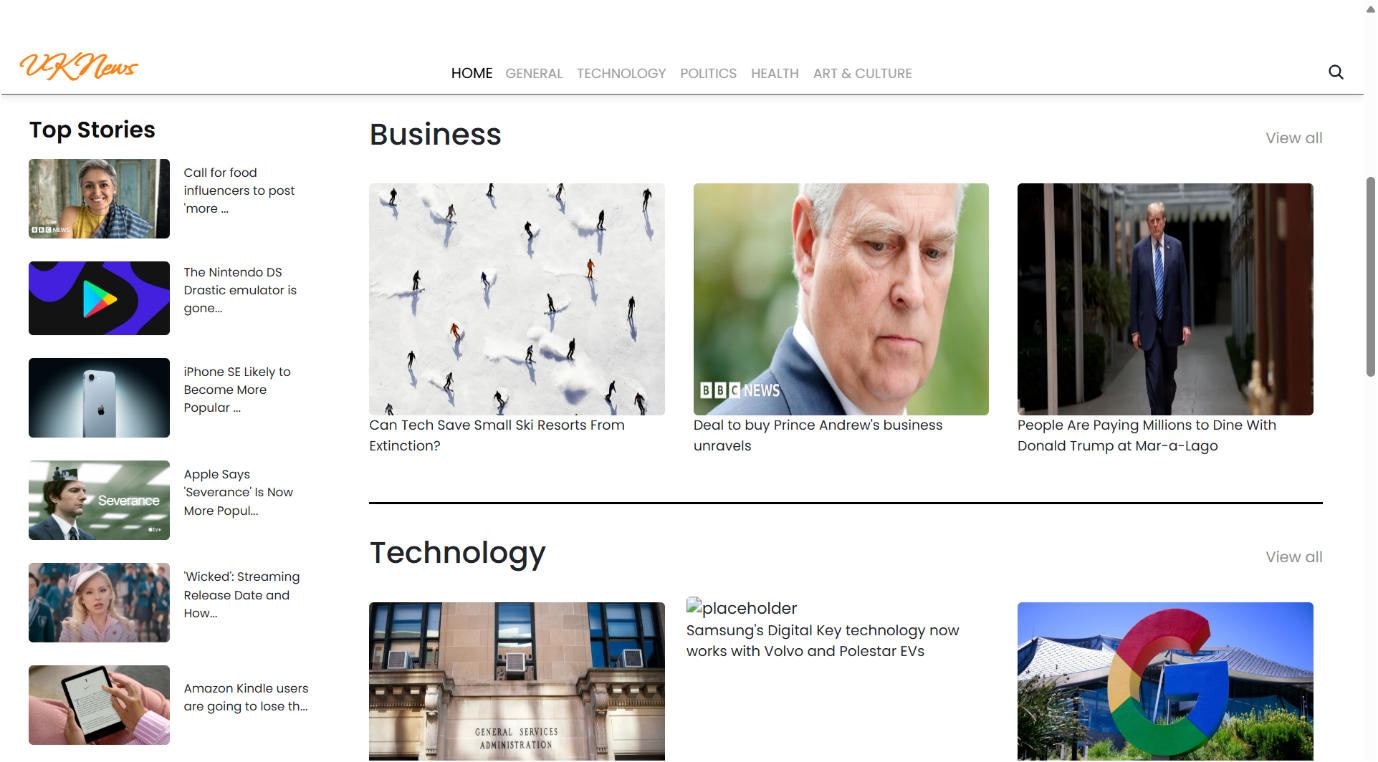 VKNews
HOME GENERAL TECHNOLOGY POLITICS HEALTH ART & CULTURE
Top Stories
BBC NEWS
Call for food
influencers to post
'more ...
The Nintendo DS
Drastic emulator is
gone...
iPhone SE Likely to
Become More
Popular ...
Severance
tv+
Apple Says
'Severance' Is Now
More Popul...
'Wicked': Streaming
Release Date and
How...
Amazon Kindle users
are going to lose th...
Business
View all
Can Tech Save Small Ski Resorts From
Extinction?
BBC NEWS
Deal to buy Prince Andrew's business
unravels
People Are Paying Millions to Dine With
Donald Trump at Mar-a-Lago
Technology
View all
GENERAL SERVICES
ADMINISTRATION
placeholder
Samsung's Digital Key technology now
works with Volvo and Polestar EVs